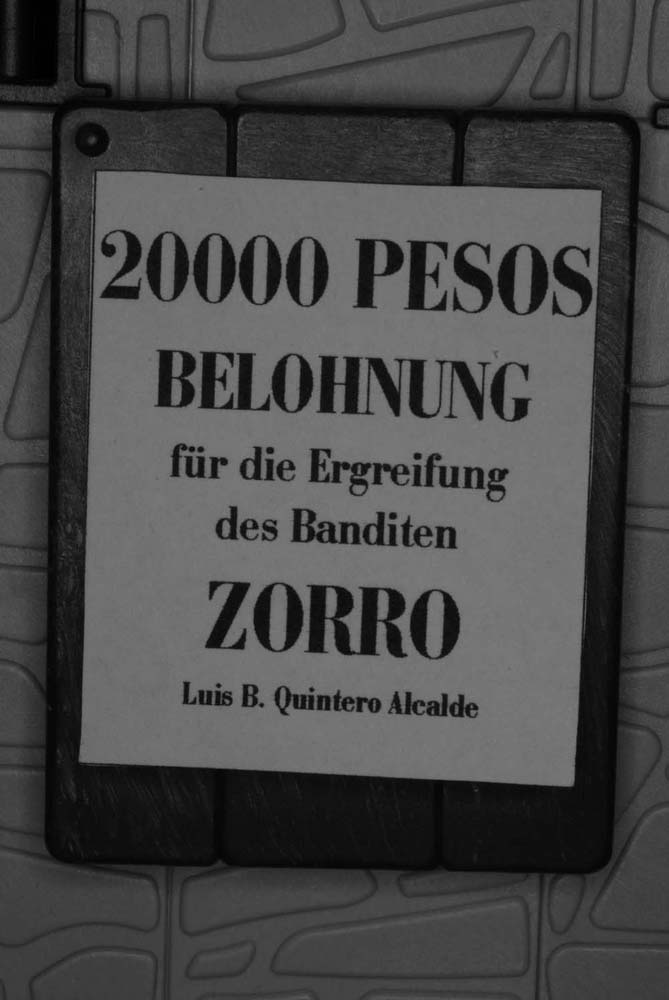 20000 PESOS
BELOHNUNG
für die Ergreifung
des Banditen
ZORRO
Luis B. Quintero Alcalde